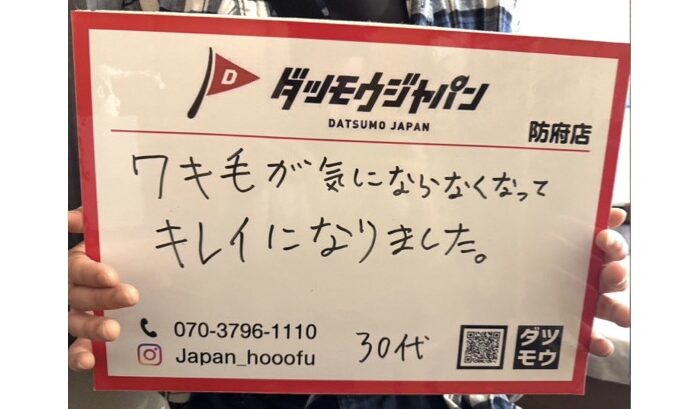 D
ダツモウジャパン
DATSUMO JAPAN
防府店
ワキ毛が気にならなくなって
キレイになりました。
070-3796-1110
Japan_hooofu
30代
ダツ
モウ